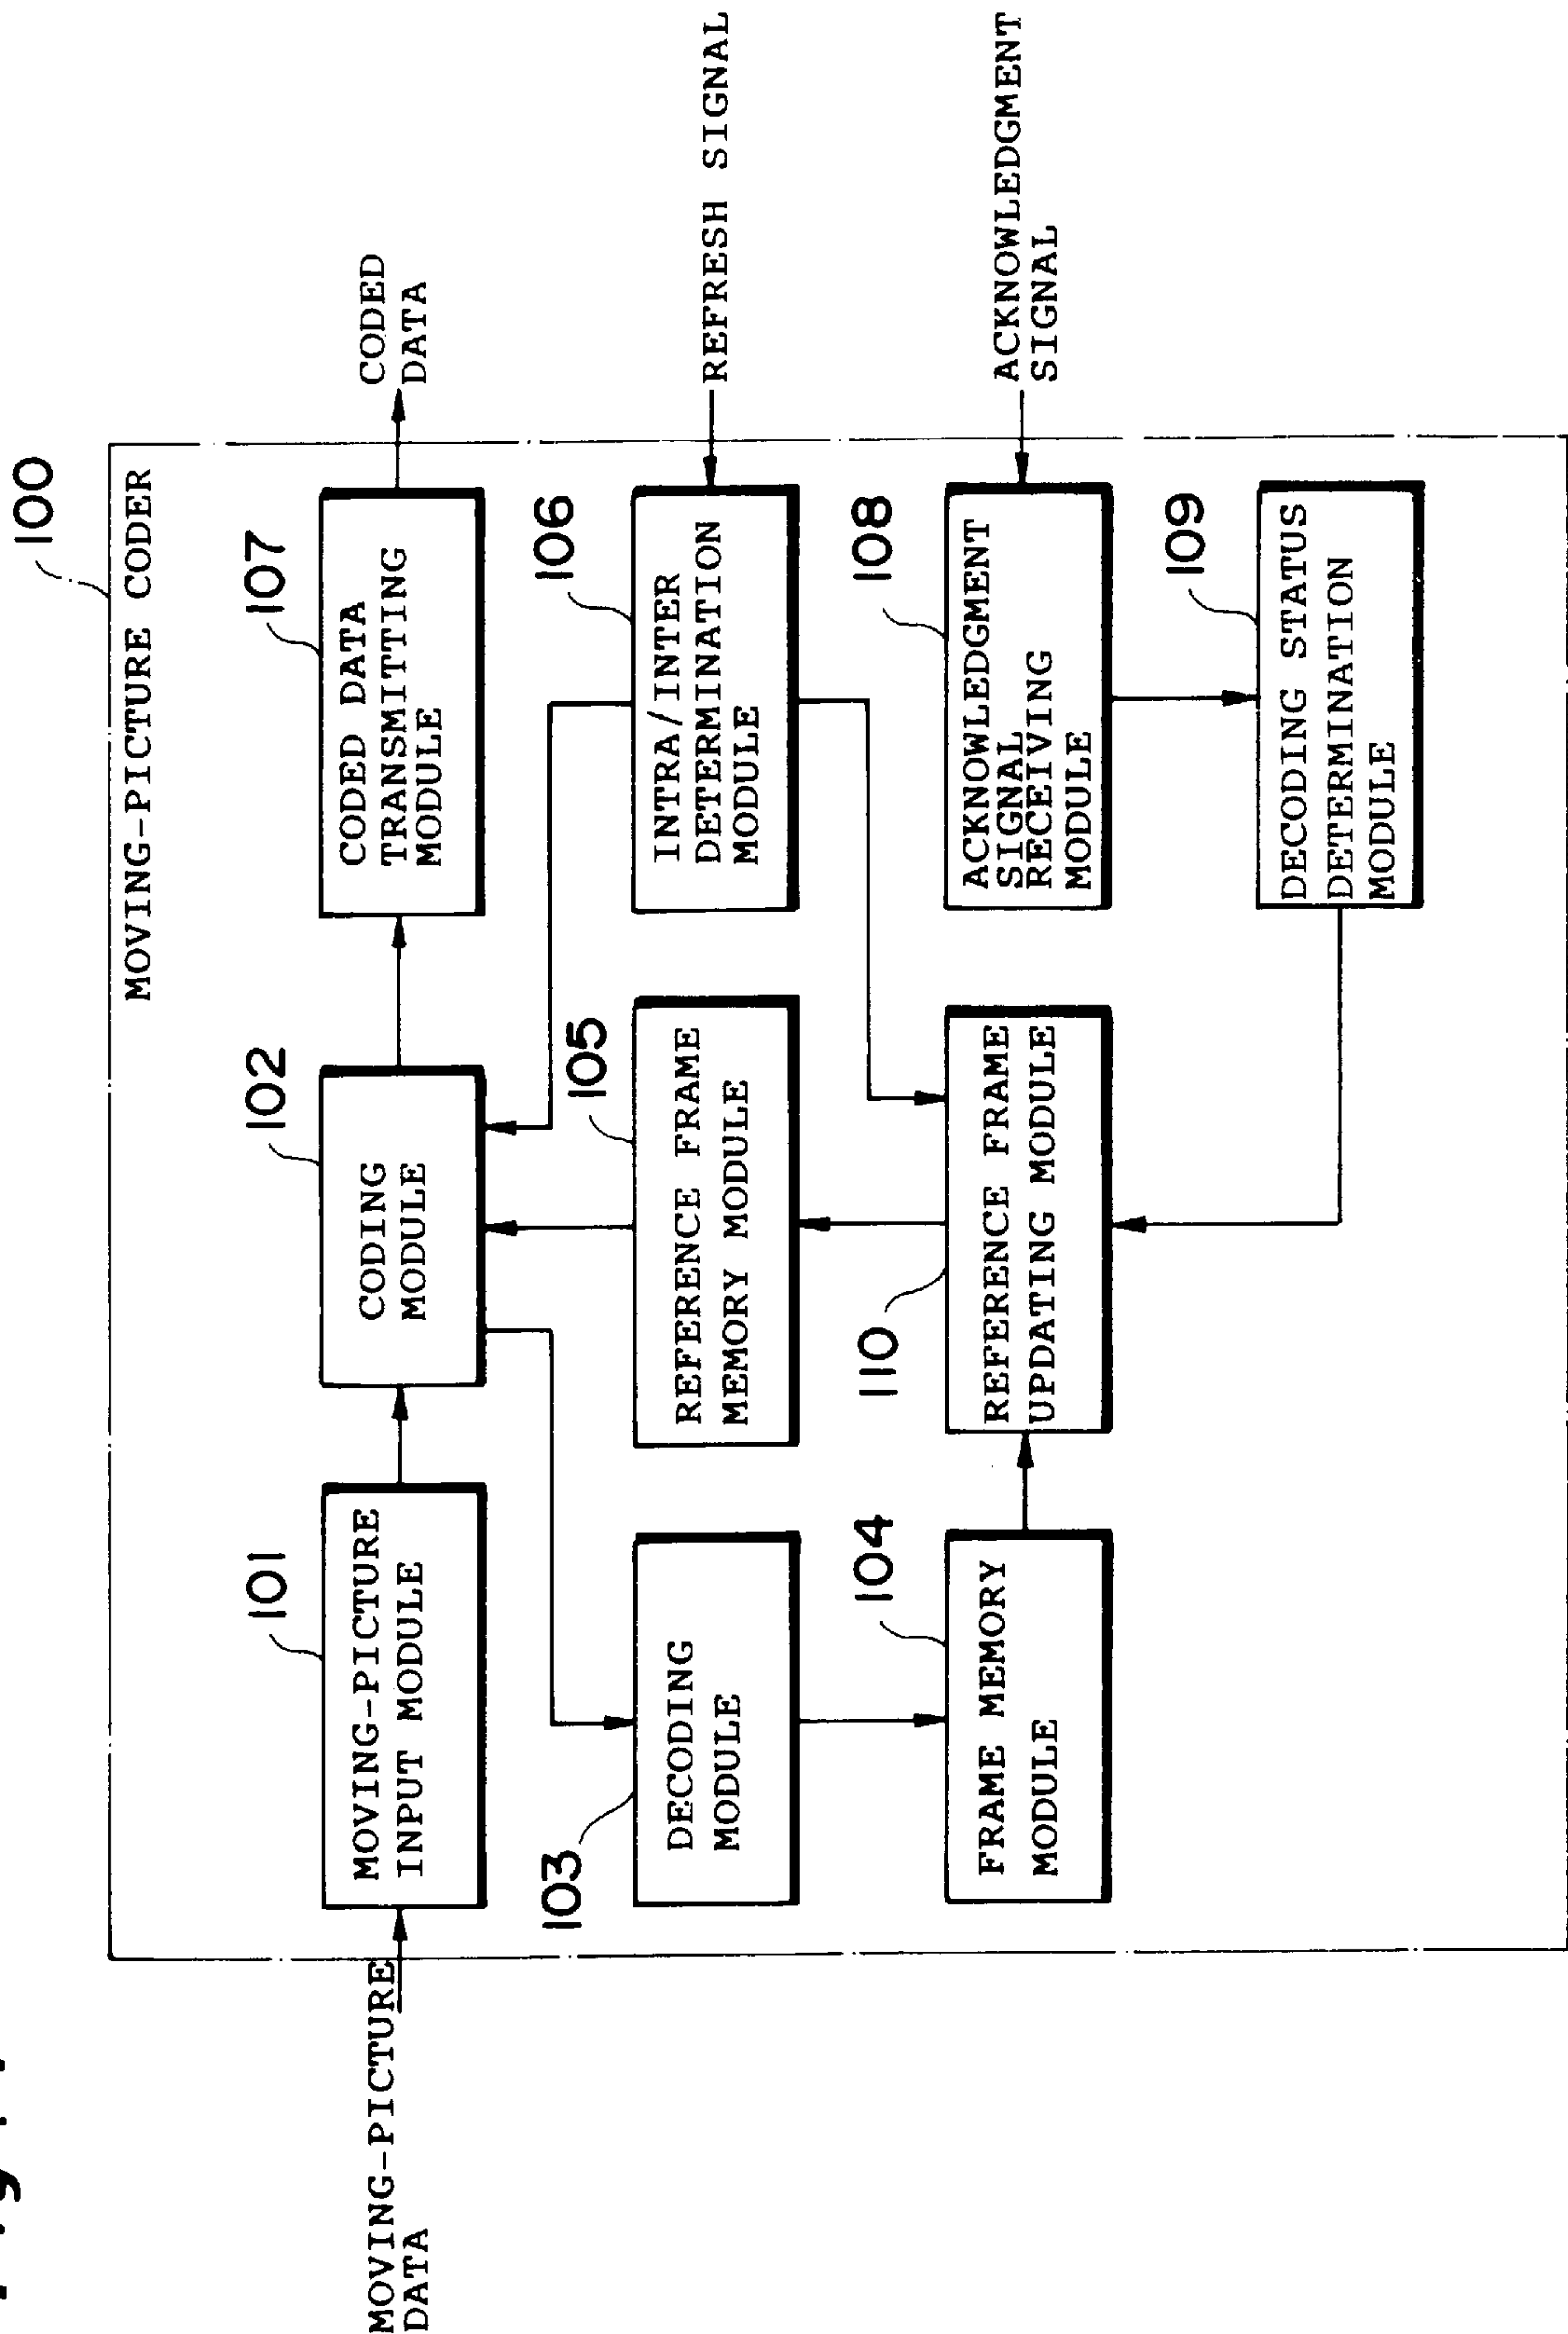 100
MOVING-PICTURE CODER
MOVING-PICTURE
DATA
101
MOVING-PICTURE
INPUT MODULE
102
CODING
MODULE
107
CODED DATA
TRANSMITTING
MODULE
CODED
DATA
103
DECODING
MODULE
105
REFERENCE FRAME
MEMORY MODULE
106
INTRA/INTER
DETERMINATION
MODULE
REFRESH SIGNAL
104
FRAME MEMORY
MODULE
110
REFERENCE FRAME
UPDATING MODULE
108
ACKNOWLEDGMENT
SIGNAL
RECEIVING
MODULE
ACKNOWLEDGMENT
SIGNAL
109
DECODING STATUS
DETERMINATION
MODULE